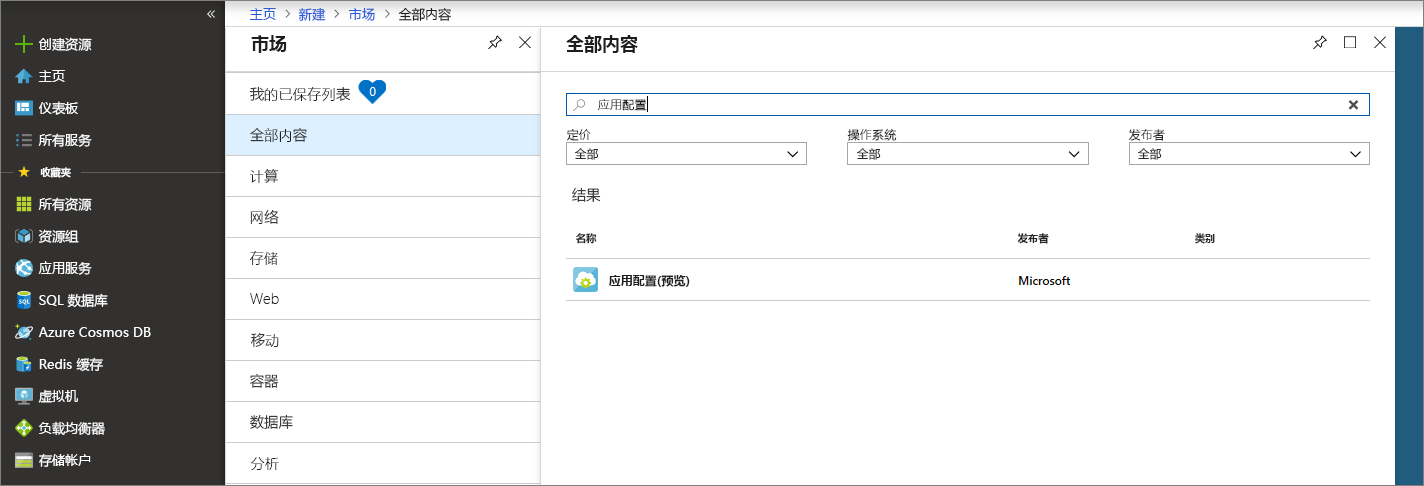 «
创建资源
主页
仪表板
所有服务
收藏夹
所有资源
资源组
应用服务
SQL 数据库
Azure Cosmos DB
Redis 缓存
虚拟机
负载均衡器
存储帐户
主页 > 新建 > 市场 > 全部内容
市场
我的已保存列表 0
全部内容
计算
网络
存储
Web
移动
容器
数据库
分析
全部内容
应用配置
定价 操作系统 发布者
全部 全部 全部
结果
名称 发布者 类别
应用配置(预览) Microsoft